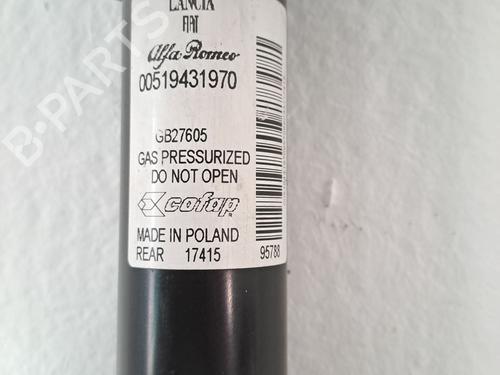 LANCIA
FIAT
Alfa Romeo
00519431970
GB27605
GAS PRESSURIZED
DO NOT OPEN
cofap
MADE IN POLAND
REAR 17415
95788
B-PARTS